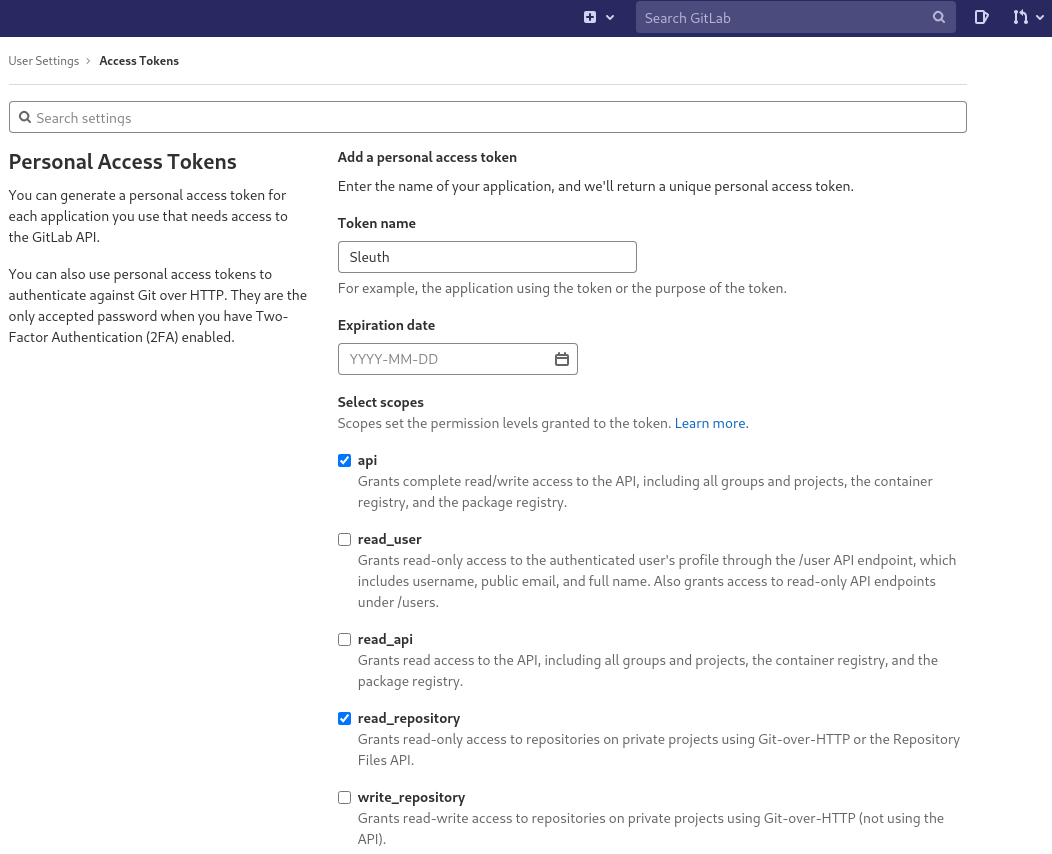 Search GitLab
User Settings › Access Tokens
Search settings
Personal Access Tokens
You can generate a personal access token for
each application you use that needs access to
the GitLab API.
You can also use personal access tokens to
authenticate against Git over HTTP. They are the
only accepted password when you have Two-
Factor Authentication (2FA) enabled.
Add a personal access token
Enter the name of your application, and we'll return a unique personal access token.
Token name
Sleuth
For example, the application using the token or the purpose of the token.
Expiration date
YYYY-MM-DD
Select scopes
Scopes set the permission levels granted to the token. Learn more.
api
Grants complete read/write access to the API, including all groups and projects, the container
registry, and the package registry.
read_user
Grants read-only access to the authenticated user's profile through the /user API endpoint, which
includes username, public email, and full name. Also grants access to read-only API endpoints
under /users.
read_api
Grants read access to the API, including all groups and projects, the container registry, and the
package registry.
read_repository
Grants read-only access to repositories on private projects using Git-over-HTTP or the Repository
Files API.
write_repository
Grants read-write access to repositories on private projects using Git-over-HTTP (not using the
API).